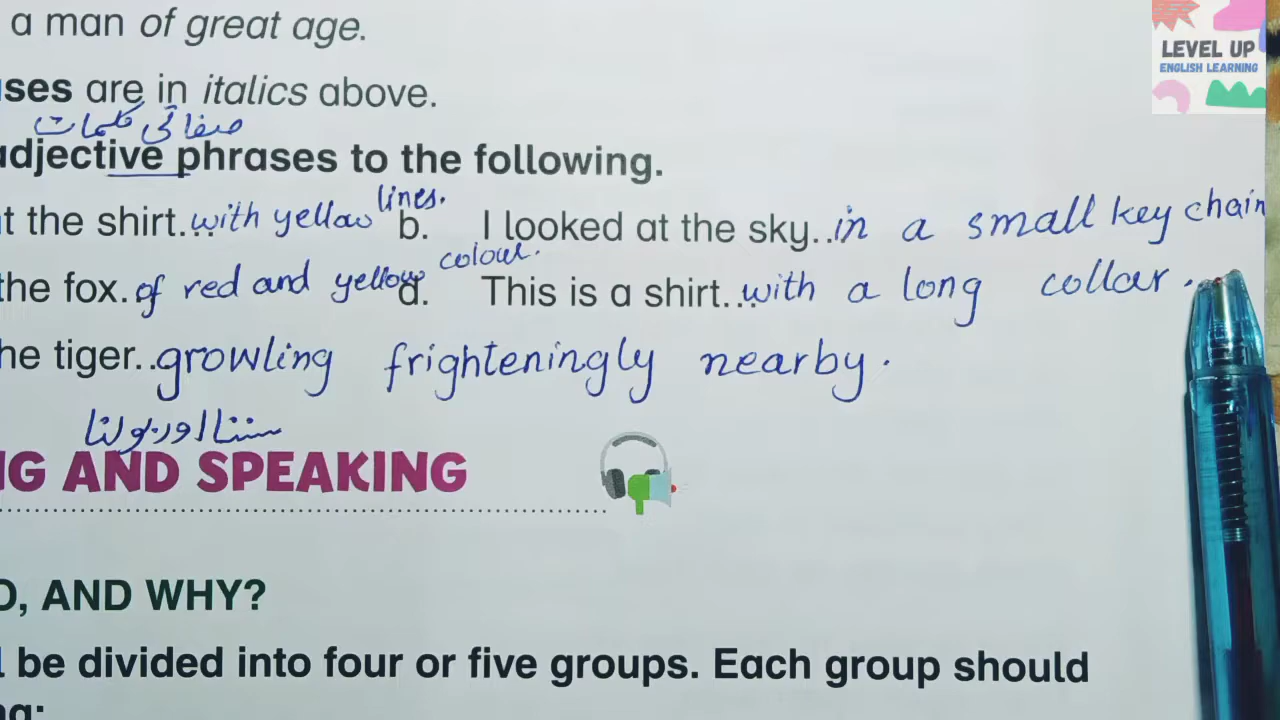 a man of great age.
LEVEL UP
ENGLISH LEARNING
ses are in italics above.
صفاتی کلمات
adjective phrases to the following.
t the shirt... with yellow lines. b. I looked at the sky.. in a small key chain
the fox. of red and yellow colour. d. This is a shirt... with a long collar.
he tiger.. growling frighteningly nearby.
سننا اور بولنا
NG AND SPEAKING
O, AND WHY?
l be divided into four or five groups. Each group should
ng: